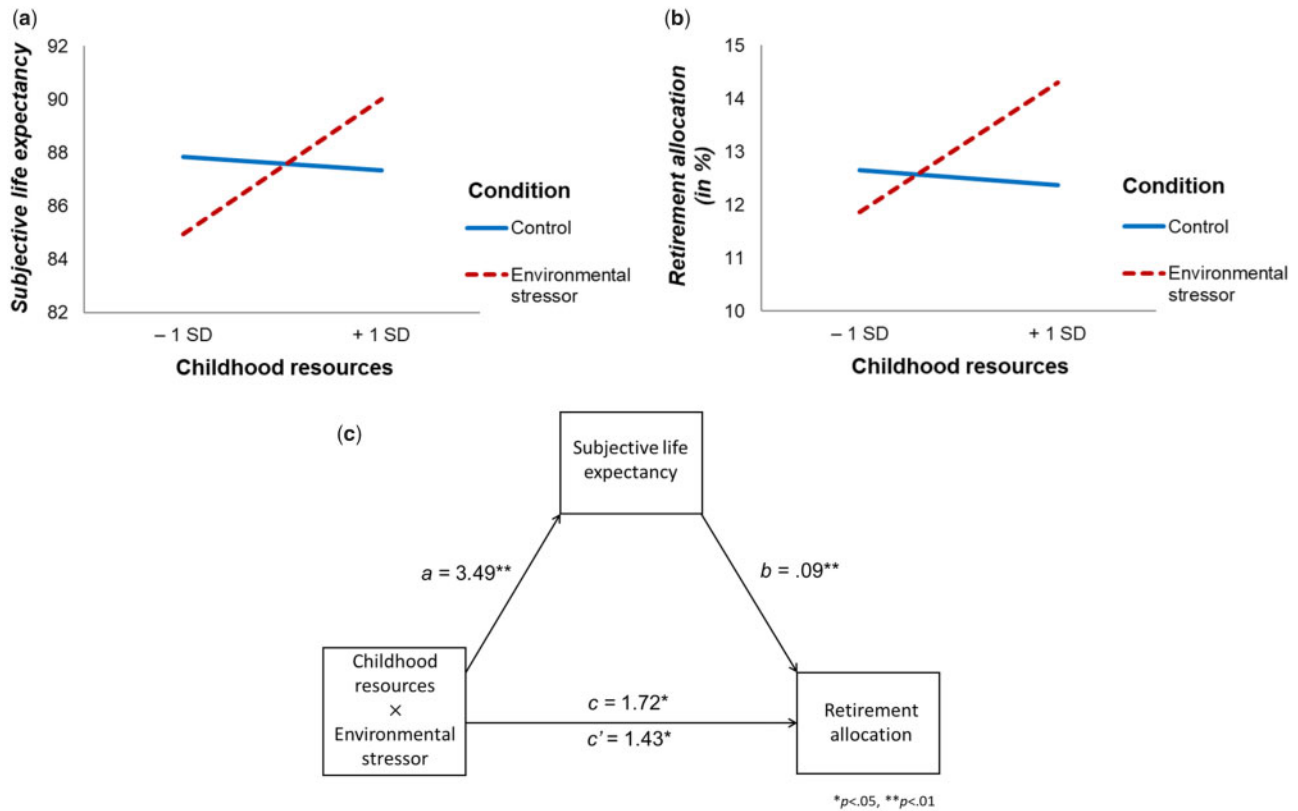 (a)
92
90
88
86
84
82
Subjective life expectancy
– 1 SD
+ 1 SD
Childhood resources
Condition
Control
Environmental
stressor
(b)
15
14
13
12
11
10
Retirement allocation
(in %)
– 1 SD
+ 1 SD
Childhood resources
Condition
Control
Environmental
stressor
(c)
Subjective life
expectancy
a = 3.49**
b = .09**
Childhood
resources
×
Environmental
stressor
c = 1.72*
c' = 1.43*
Retirement
allocation
*p<.05, **p<.01